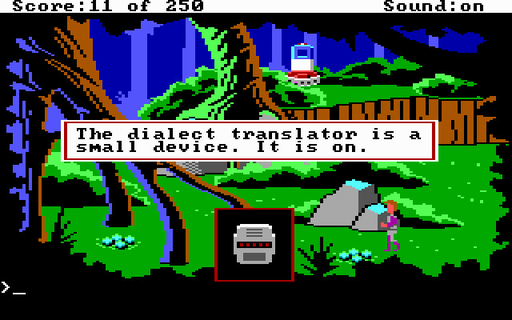 Score:11 of 250 Sound:on
The dialect translator is a
small device. It is on.
>_